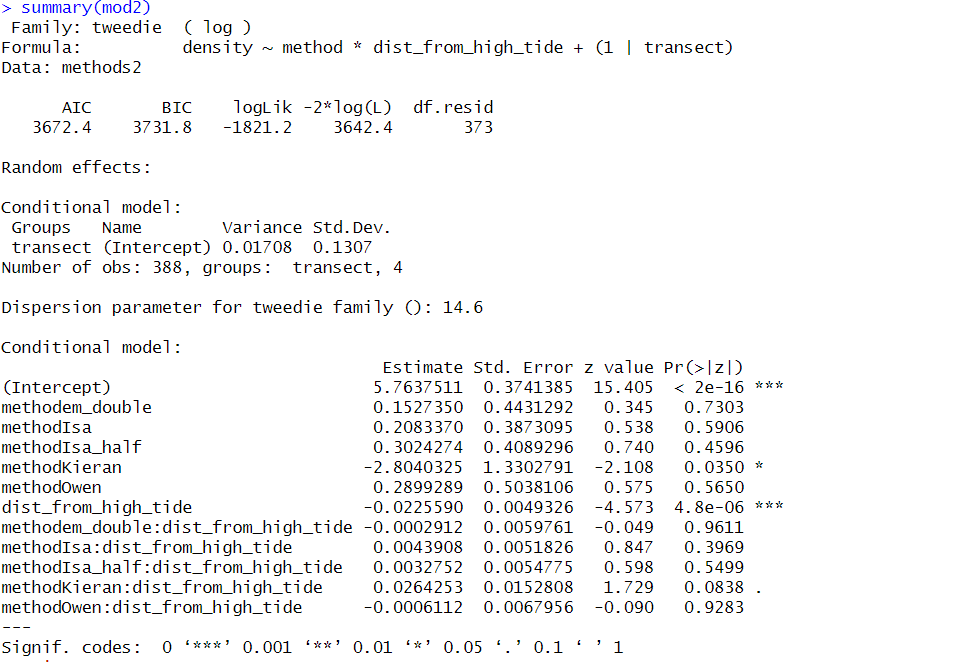 > summary(mod2)
 Family: tweedie  ( log )
Formula:          density ~ method * dist_from_high_tide + (1 | transect)
Data: methods2

      AIC       BIC    logLik -2*log(L)  df.resid
   3672.4    3731.8   -1821.2    3642.4       373

Random effects:

Conditional model:
 Groups   Name        Variance Std.Dev.
 transect (Intercept) 0.01708  0.1307
Number of obs: 388, groups:  transect, 4

Dispersion parameter for tweedie family (): 14.6

Conditional model:
                                      Estimate Std. Error z value Pr(>|z|)
(Intercept)                          5.7637511  0.3741385  15.405  < 2e-16 ***
methodem_double                      0.1527350  0.4431292   0.345   0.7303
methodIsa                            0.2083370  0.3873095   0.538   0.5906
methodIsa_half                       0.3024274  0.4089296   0.740   0.4596
methodKieran                        -2.8040325  1.3302791  -2.108   0.0350 *
methodOwen                           0.2899289  0.5038106   0.575   0.5650
dist_from_high_tide                 -0.0225590  0.0049326  -4.573  4.8e-06 ***
methodem_double:dist_from_high_tide -0.0002912  0.0059761  -0.049   0.9611
methodIsa:dist_from_high_tide        0.0043908  0.0051826   0.847   0.3969
methodIsa_half:dist_from_high_tide   0.0032752  0.0054775   0.598   0.5499
methodKieran:dist_from_high_tide     0.0264253  0.0152808   1.729   0.0838 .
methodOwen:dist_from_high_tide      -0.0006112  0.0067956  -0.090   0.9283
---
Signif. codes:  0 ‘***’ 0.001 ‘**’ 0.01 ‘*’ 0.05 ‘.’ 0.1 ‘ ’ 1